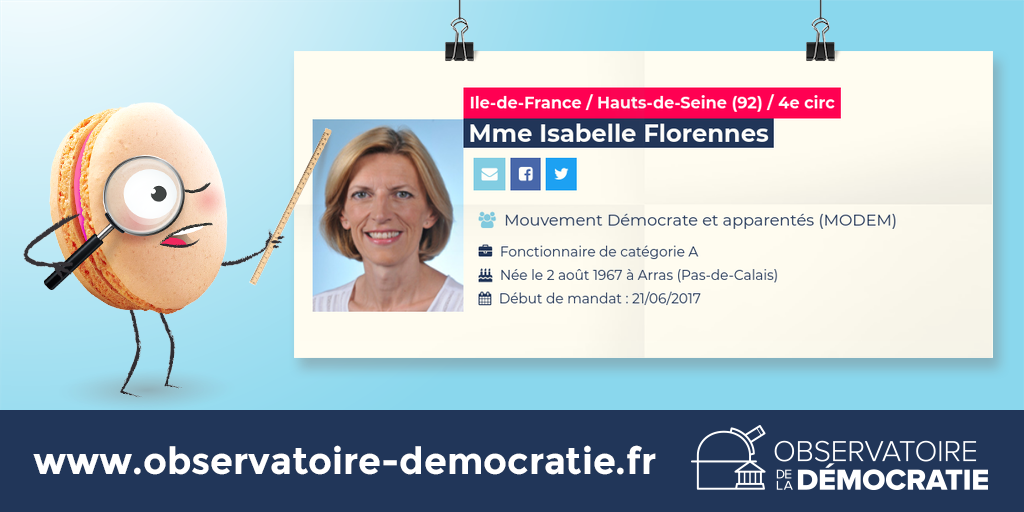 Ile-de-France / Hauts-de-Seine (92) / 4e circ
Mme Isabelle Florennes
Mouvement Démocrate et apparentés (MODEM)
Fonctionnaire de catégorie A
Née le 2 août 1967 à Arras (Pas-de-Calais)
Début de mandat : 21/06/2017
www.observatoire-democratie.fr
OBSERVATOIRE
DE LA DÉMOCRATIE